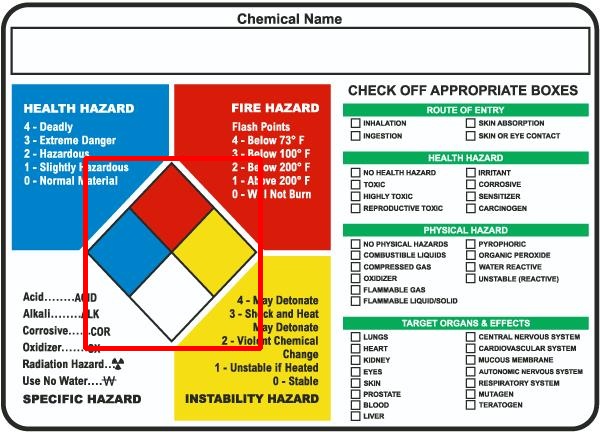 Chemical Name
HEALTH HAZARD
4 - Deadly
3 - Extreme Danger
2 - Hazardous
1 - Slightly Hazardous
0 - Normal Material
FIRE HAZARD
Flash Points
4 - Below 73° F
3 - Below 100° F
2 - Below 200° F
1 - Above 200° F
0 - Will Not Burn
Acid.......ACID
Alkali.......ALK
Corrosive.....COR
Oxidizer......OX
Radiation Hazard..
Use No Water....W
SPECIFIC HAZARD
4 - May Detonate
3 - Shock and Heat
May Detonate
2 - Violent Chemical
Change
1 - Unstable if Heated
0 - Stable
INSTABILITY HAZARD
CHECK OFF APPROPRIATE BOXES
ROUTE OF ENTRY
INHALATION
INGESTION
SKIN ABSORPTION
SKIN OR EYE CONTACT
HEALTH HAZARD
NO HEALTH HAZARD
TOXIC
HIGHLY TOXIC
REPRODUCTIVE TOXIC
IRRITANT
CORROSIVE
SENSITIZER
CARCINOGEN
PHYSICAL HAZARD
NO PHYSICAL HAZARDS
COMBUSTIBLE LIQUIDS
COMPRESSED GAS
OXIDIZER
FLAMMABLE GAS
FLAMMABLE LIQUID/SOLID
PYROPHORIC
ORGANIC PEROXIDE
WATER REACTIVE
UNSTABLE (REACTIVE)
TARGET ORGANS & EFFECTS
LUNGS
HEART
KIDNEY
EYES
SKIN
PROSTATE
BLOOD
LIVER
CENTRAL NERVOUS SYSTEM
CARDIOVASCULAR SYSTEM
MUCOUS MEMBRANE
AUTONOMIC NERVOUS SYSTEM
RESPIRATORY SYSTEM
MUTAGEN
TERATOGEN